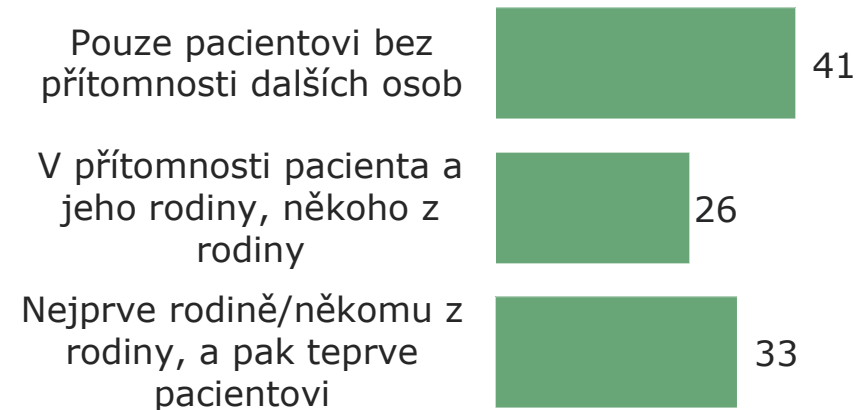 Pouze pacientovi bez
přítomnosti dalších osob
41
V přítomnosti pacienta a
jeho rodiny, někoho z
rodiny
26
Nejprve rodině/někomu z
rodiny, a pak teprve
pacientovi
33